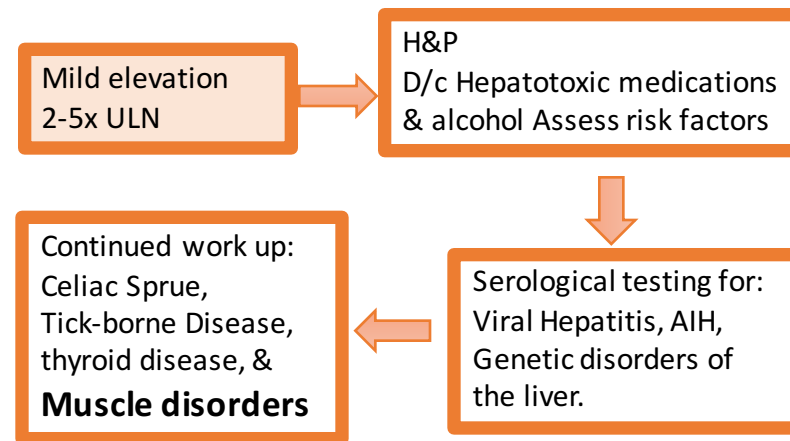 Mild elevation
2-5x ULN
H&P
D/c Hepatotoxic medications
& alcohol Assess risk factors
Serological testing for:
Viral Hepatitis, AIH,
Genetic disorders of
the liver.
Continued work up:
Celiac Sprue,
Tick-borne Disease,
thyroid disease, &
Muscle disorders